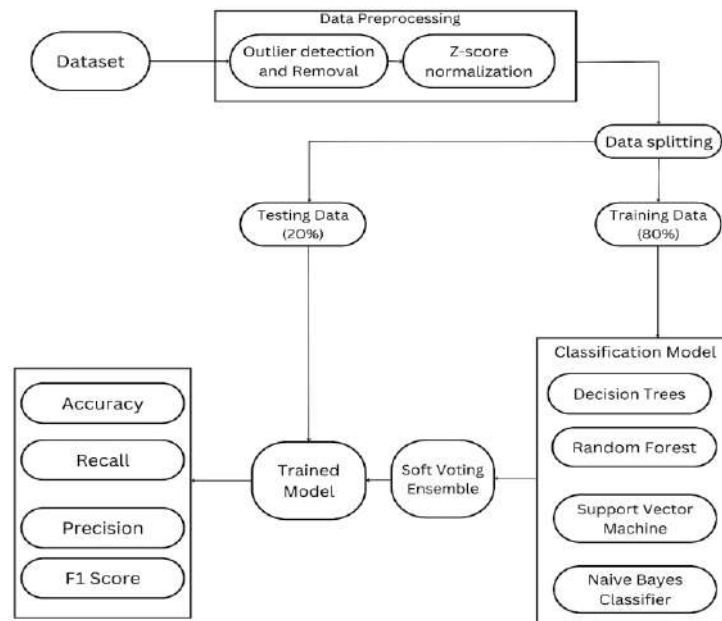 Data Preprocessing
Dataset
Outlier detection
and Removal
Z-score
normalization
Data splitting
Testing Data
(20%)
Training Data
(80%)
Classification Model
Decision Trees
Random Forest
Support Vector
Machine
Naive Bayes
Classifier
Soft Voting
Ensemble
Trained
Model
Accuracy
Recall
Precision
F1 Score